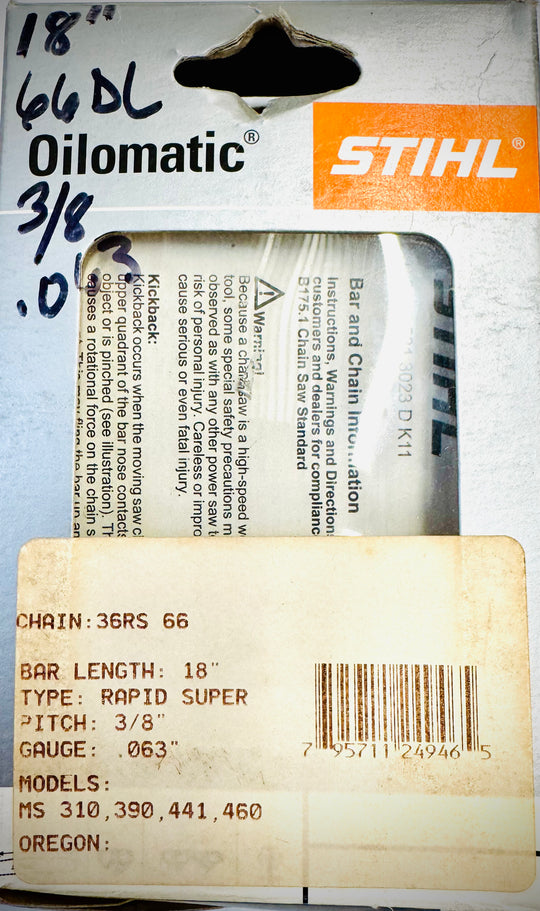 18"
66 DL
Oilomatic®
STIHL®
3/8
.063
STIHL
3023 D K11
Bar and Chain Information
Instructions, Warnings and Directions
customers and dealers for complianc
B175.1 Chain Saw Standard
Warning!
Because a chain saw is a high-speed w
tool, some special safety precautions m
observed as with any other power saw t
risk of personal injury. Careless or impro
cause serious or even fatal injury.
Kickback:
Kickback occurs when the moving saw c
upper quadrant of the bar nose contacts
object or is pinched (see illustration). Th
causes a rotational force on the chain s
CHAIN:36RS 66
BAR LENGTH: 18"
TYPE: RAPID SUPER
PITCH: 3/8"
GAUGE: .063"
7 95711 24946 5
MODELS:
MS 310,390,441,460
OREGON: